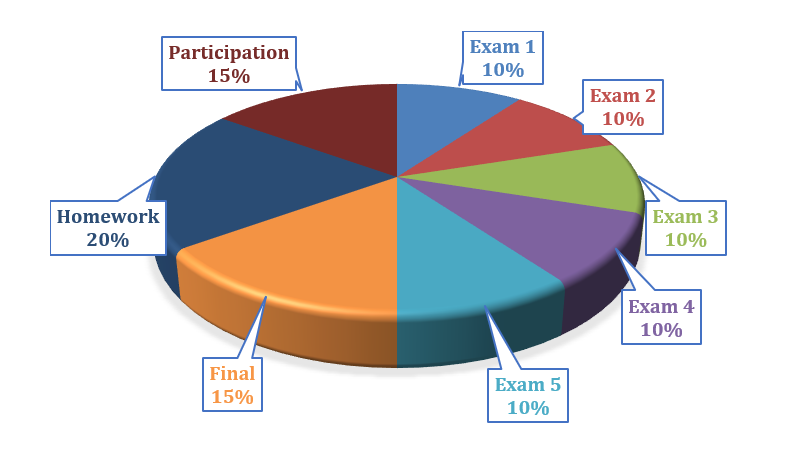 Participation
15%
Exam 1
10%
Exam 2
10%
Homework
20%
Exam 3
10%
Exam 4
10%
Final
15%
Exam 5
10%